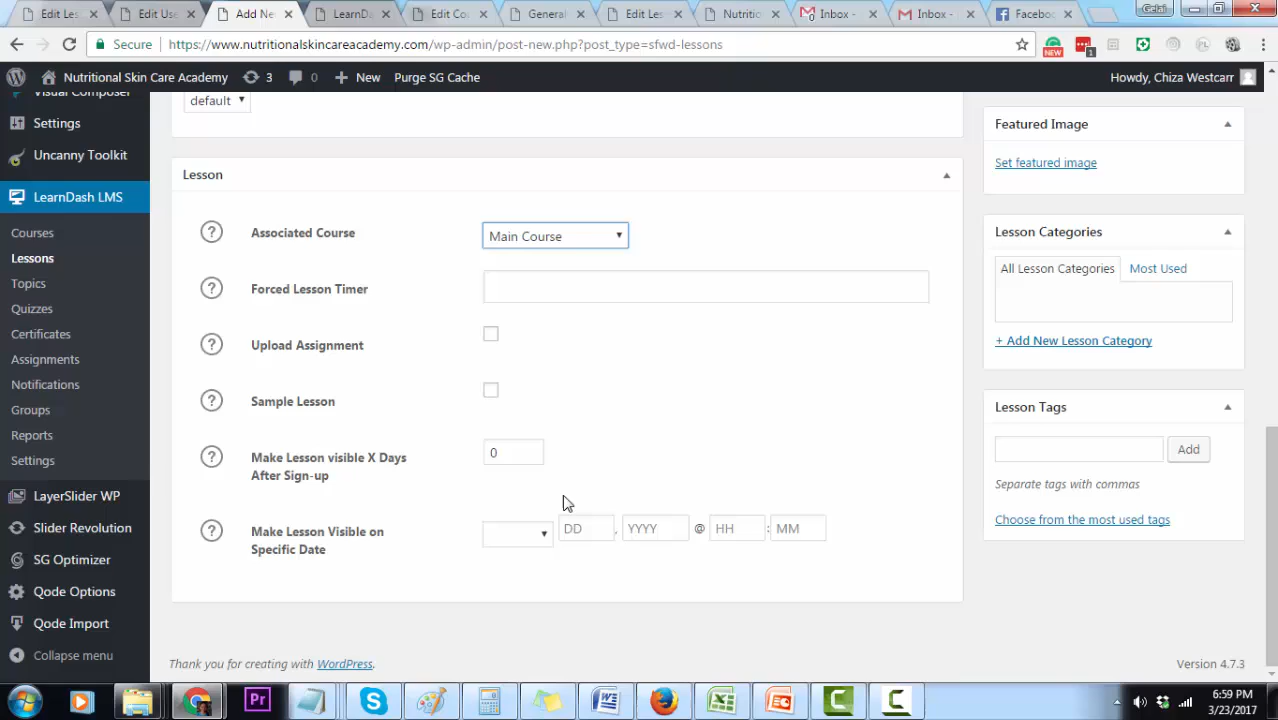 Edit Les
Edit Use
Add Nev
LearnDa
Edit Co
General
Edit Les
Nutritic
Inbox -
Inbox -
Faceboc
Gelai
Secure
https://www.nutritionalskincareacademy.com/wp-admin/post-new.php?post_type=sfwd-lessons
NEW
1
Nutritional Skin Care Academy
3
0
New
Purge SG Cache
Howdy, Chiza Westcarr
Visual Composer
Settings
Uncanny Toolkit
LearnDash LMS
Courses
Lessons
Topics
Quizzes
Certificates
Assignments
Notifications
Groups
Reports
Settings
LayerSlider WP
Slider Revolution
SG Optimizer
Qode Options
Qode Import
Collapse menu
default
Lesson
? Associated Course
Main Course
? Forced Lesson Timer
? Upload Assignment
? Sample Lesson
? Make Lesson visible X Days
After Sign-up
0
? Make Lesson Visible on
Specific Date
DD , YYYY @ HH : MM
Featured Image
Set featured image
Lesson Categories
All Lesson Categories
Most Used
+ Add New Lesson Category
Lesson Tags
Add
Separate tags with commas
Choose from the most used tags
Thank you for creating with WordPress.
Version 4.7.3
Pr
6:59 PM
3/23/2017